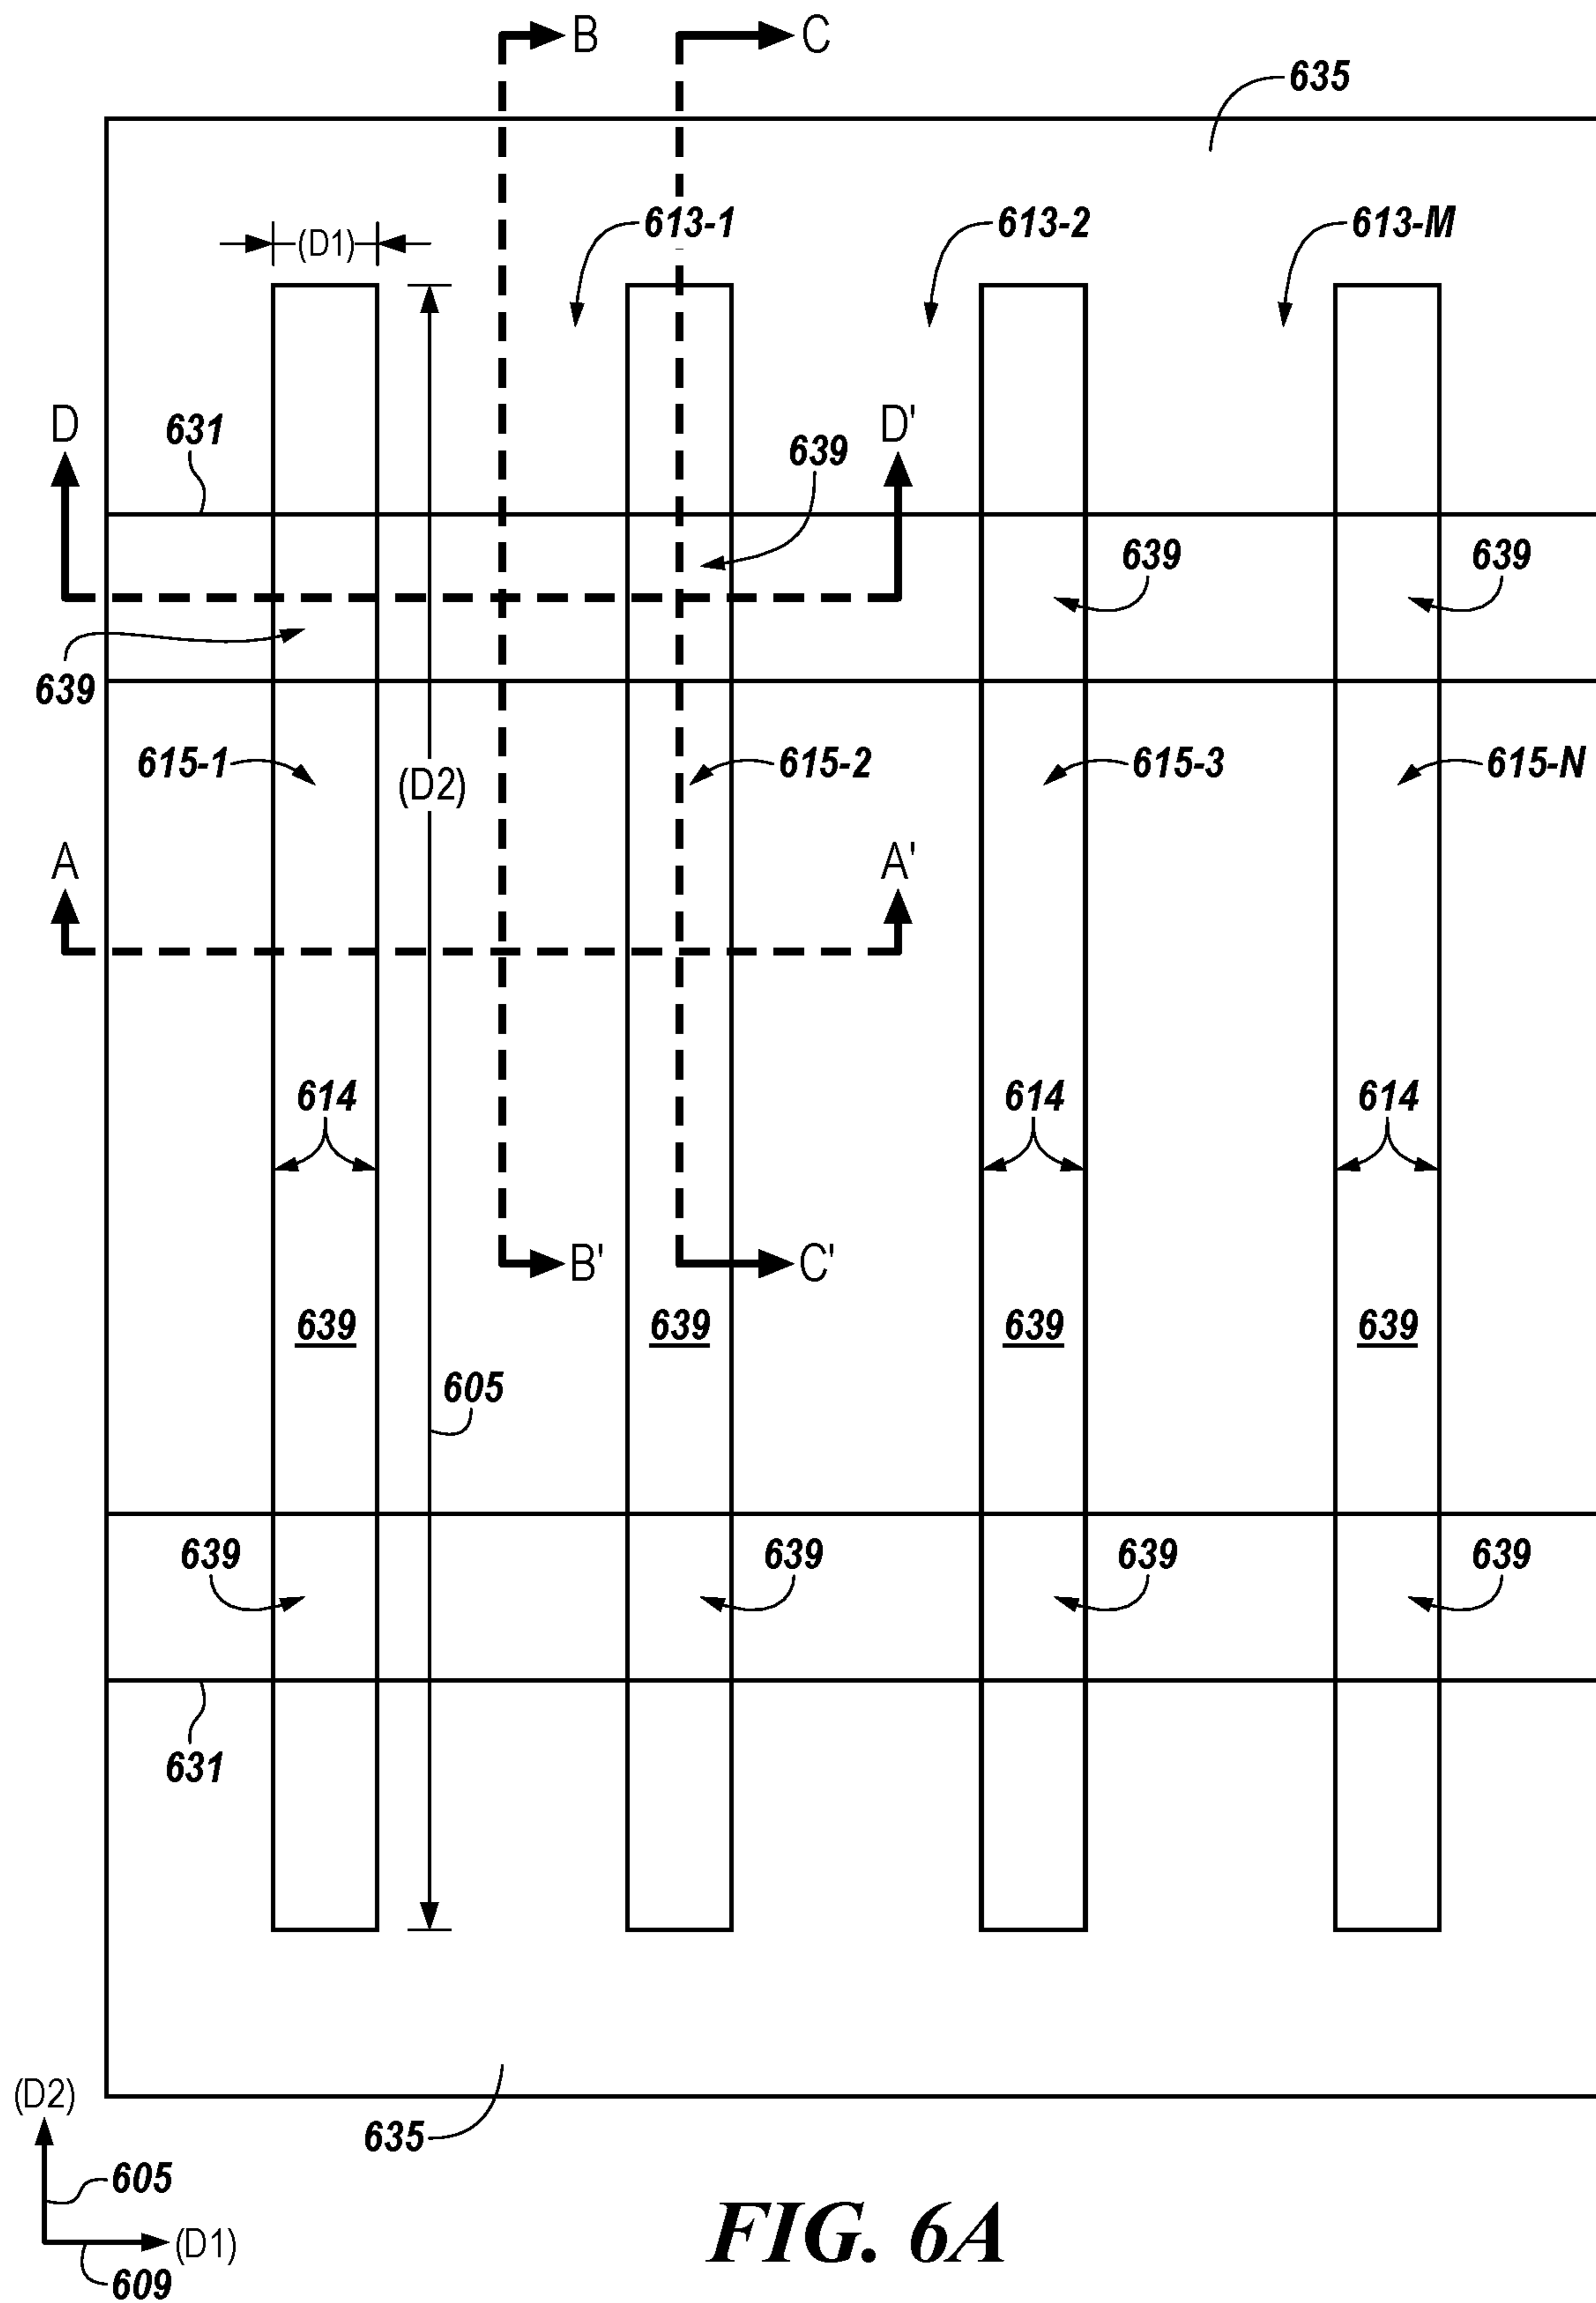 B C
635
613-1 613-2 613-M
(D1)
D 631 639 D'
639 639
639
615-1 (D2) 615-2 615-3 615-N
A A'
614 614 614
B' C'
639 639 639 639
605
639 639 639 639
631
(D2)
635
605
(D1)
609
FIG. 6A